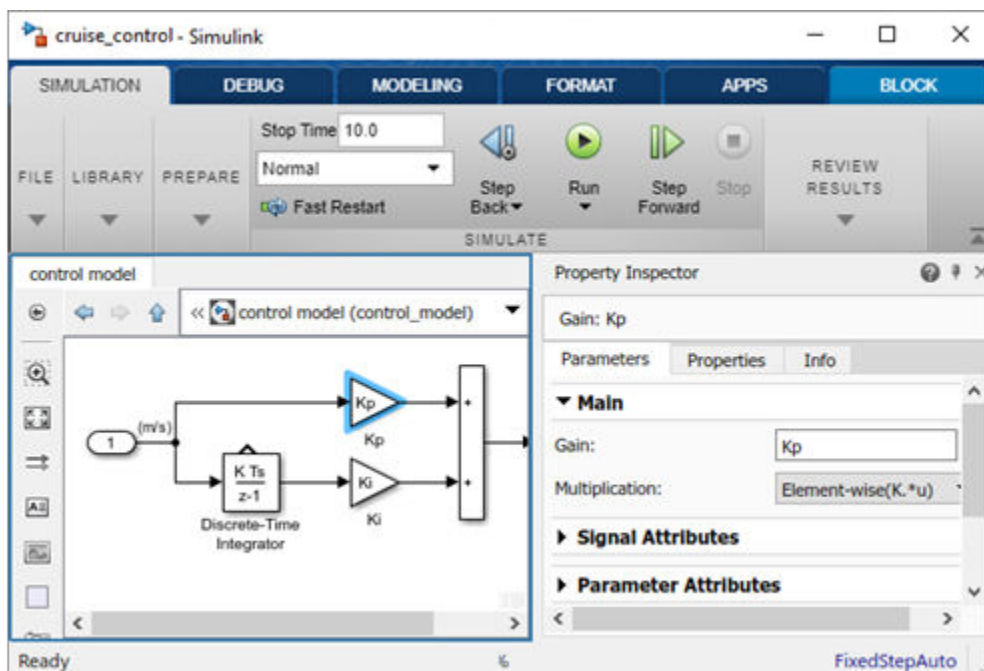 cruise_control - Simulink
SIMULATION DEBUG MODELING FORMAT APPS BLOCK
FILE
LIBRARY
PREPARE
Stop Time 10.0
Normal
Fast Restart
Step
Back
Run
Step
Forward
Stop
SIMULATE
REVIEW
RESULTS
control model
« control model (control_model)
1
(m/s)
Kp
Kp
K Ts
z-1
Discrete-Time
Integrator
Ki
Ki
+
+
Property Inspector
Gain: Kp
Parameters Properties Info
Main
Gain: Kp
Multiplication: Element-wise(K.*u)
Signal Attributes
Parameter Attributes
Ready
FixedStepAuto